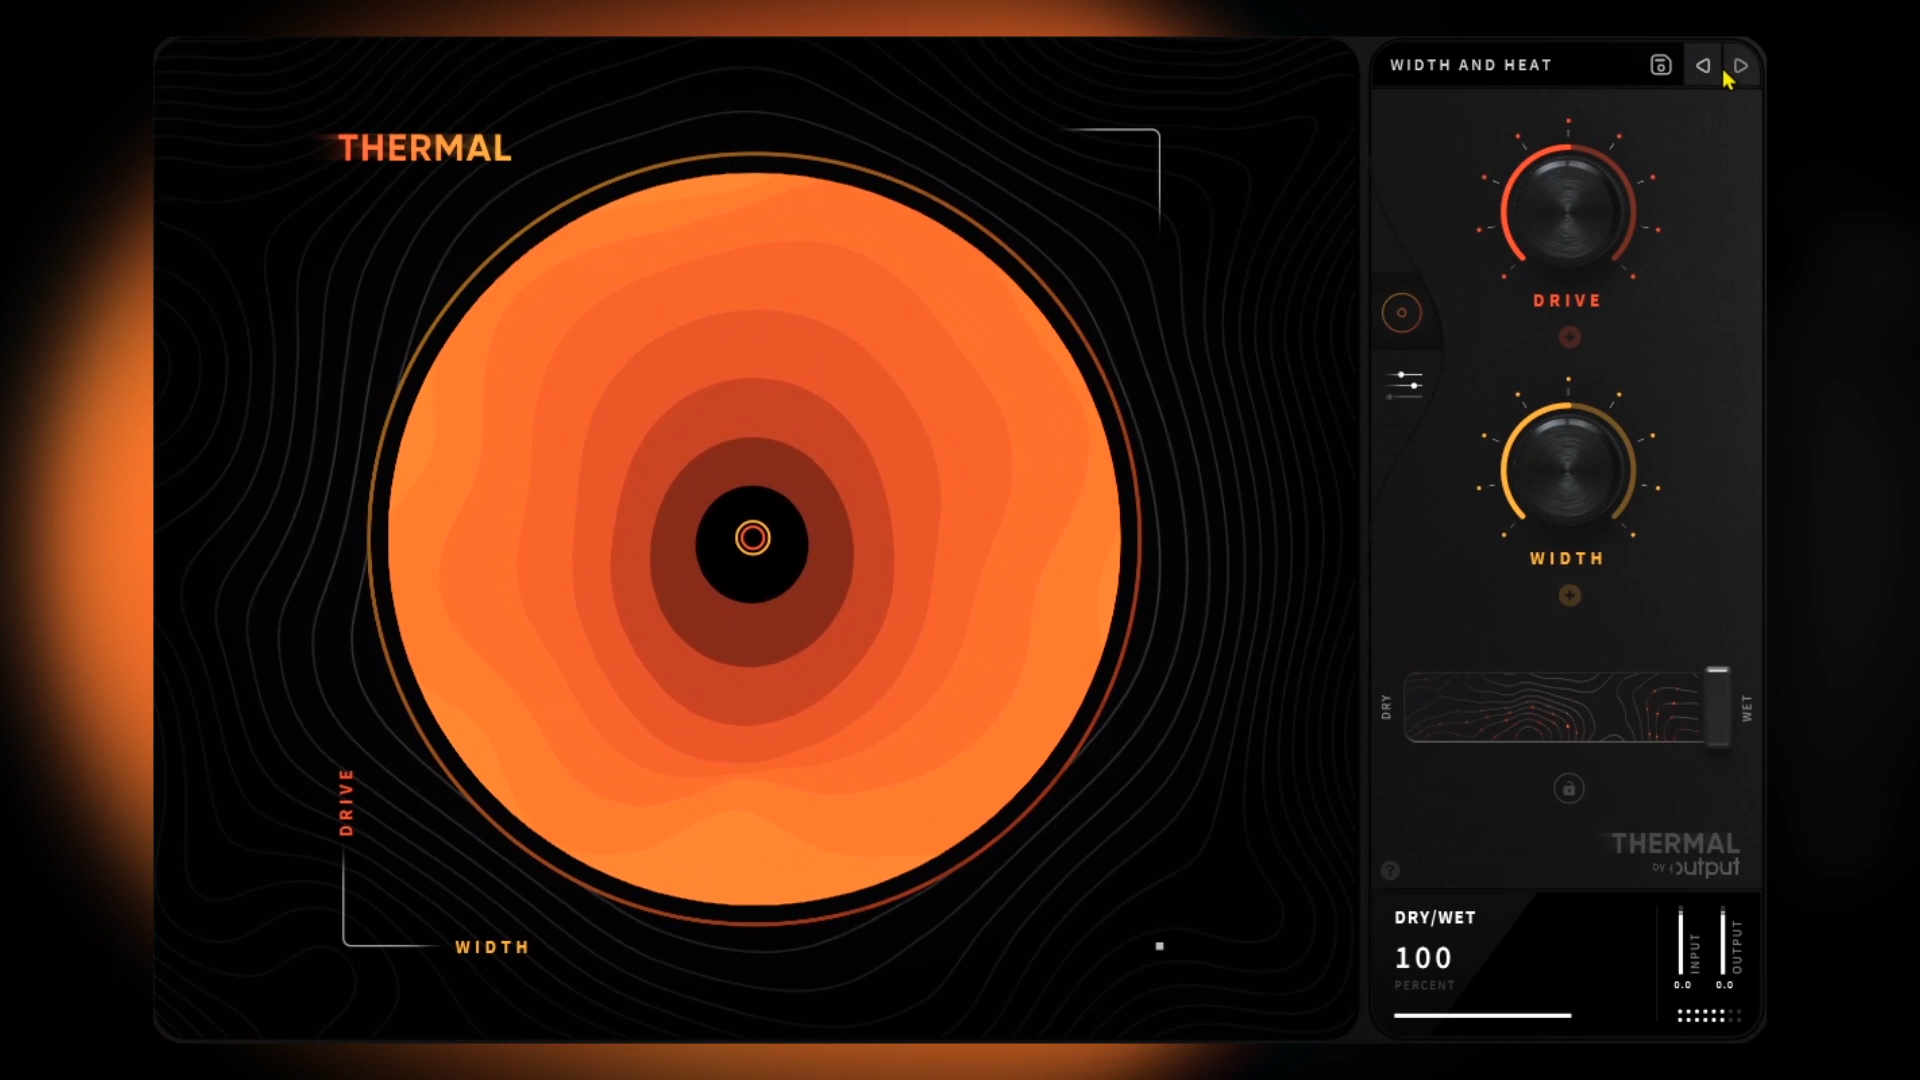 THERMAL
DRIVE
WIDTH
WIDTH AND HEAT
DRIVE
WIDTH
DRY
WET
?
THERMAL
by output
DRY/WET
100
PERCENT
INPUT
OUTPUT
0.0
0.0